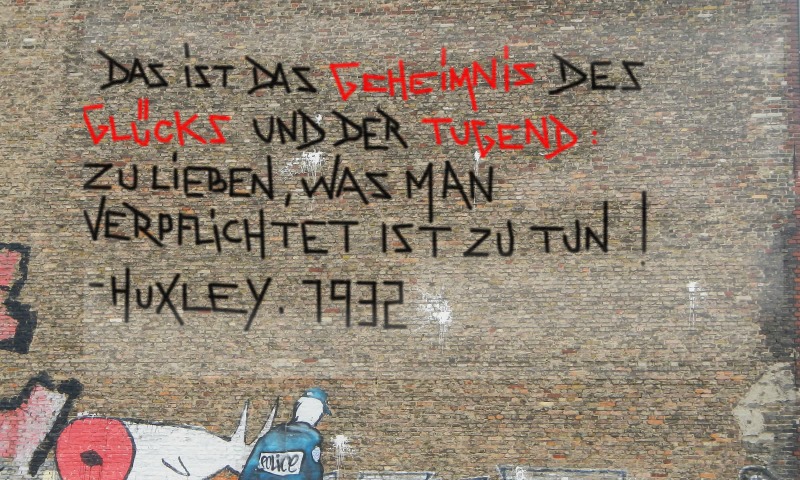 DAS IST DAS GEHEIMNIS DES
GLÜCKS UND DER TUGEND:
ZU LIEBEN, WAS MAN
VERPFLICHTET IST ZU TUN!
-HUXLEY. 1932
POLICE